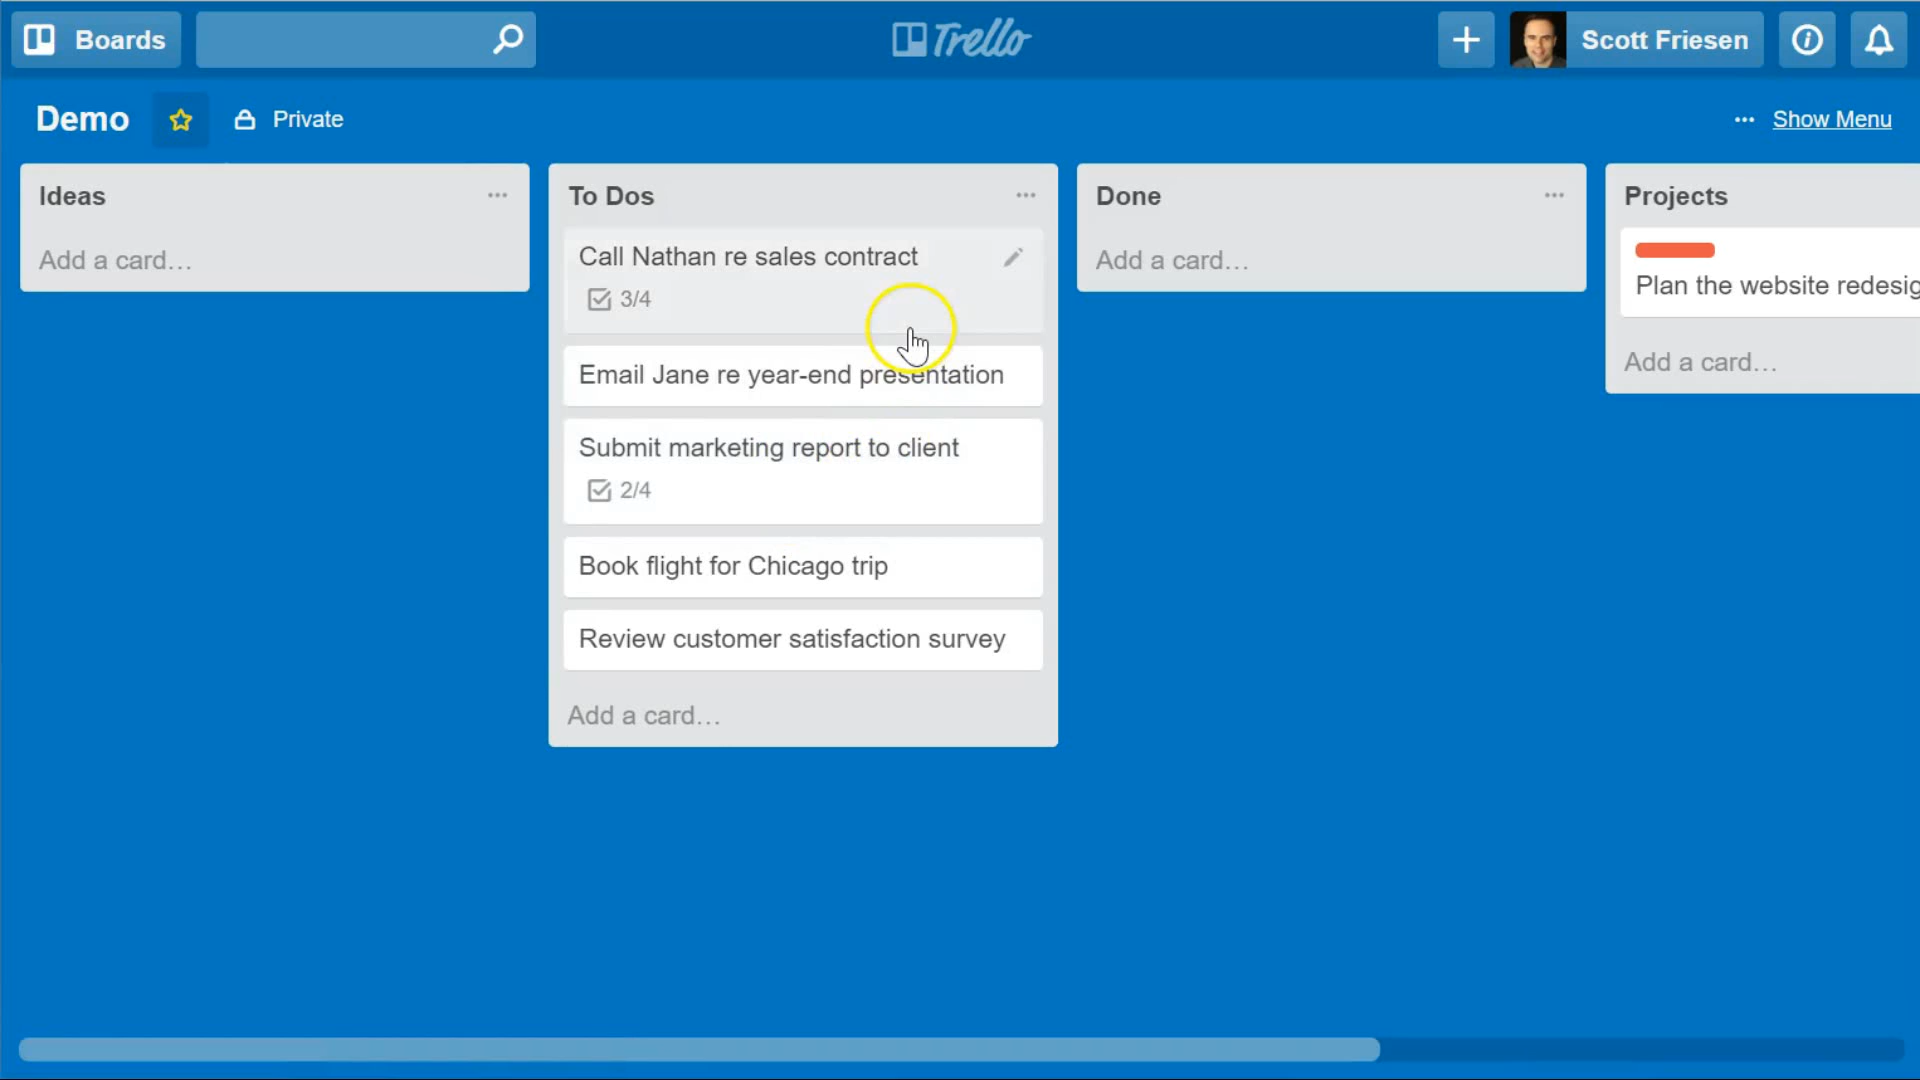 Boards
Trello
Scott Friesen
Demo
Private
Show Menu
Ideas
Add a card…
To Dos
Call Nathan re sales contract
3/4
Email Jane re year-end presentation
Submit marketing report to client
2/4
Book flight for Chicago trip
Review customer satisfaction survey
Add a card…
Done
Add a card…
Projects
Plan the website redesig
Add a card…